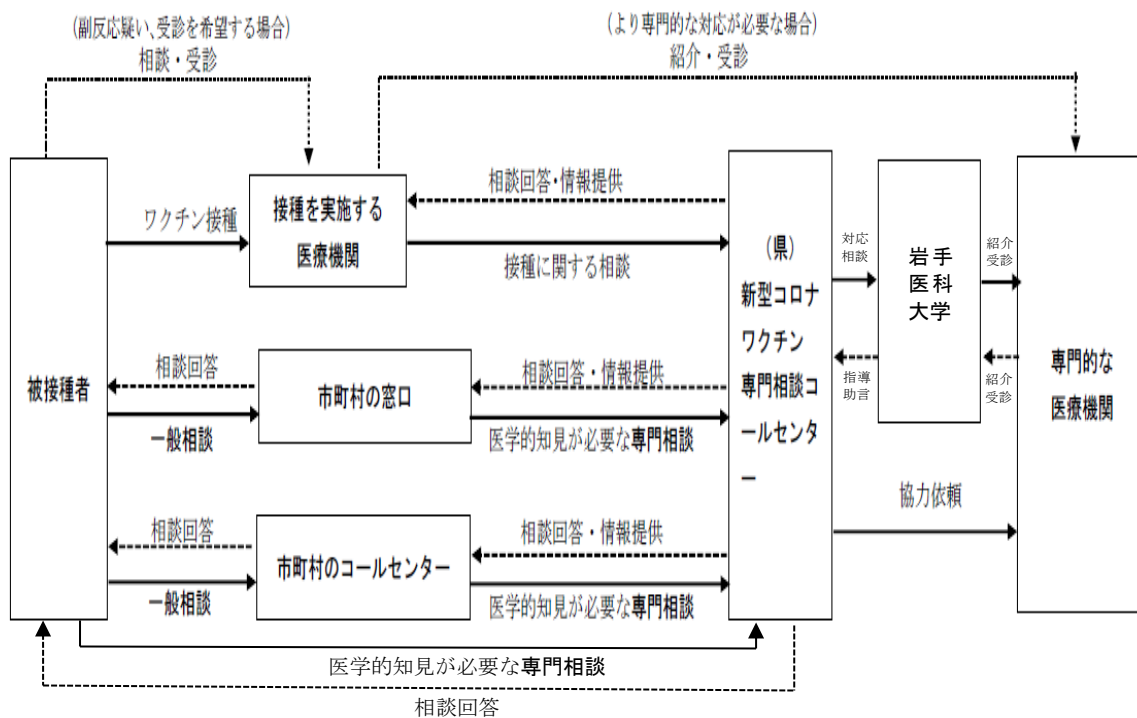 (副反応疑い、受診を希望する場合)
相談・受診
(より専門的な対応が必要な場合)
紹介・受診
被接種者
ワクチン接種
接種を実施する
医療機関
相談回答・情報提供
接種に関する相談
(県)
新型コロナ
ワクチン
専門相談コ
ールセンタ
ー
対応
相談
岩手
医科
大学
紹介
受診
指導
助言
紹介
受診
専門的な
医療機関
相談回答
一般相談
市町村の窓口
相談回答・情報提供
医学的知見が必要な専門相談
協力依頼
相談回答
一般相談
市町村のコールセンター
相談回答・情報提供
医学的知見が必要な専門相談
医学的知見が必要な専門相談
相談回答